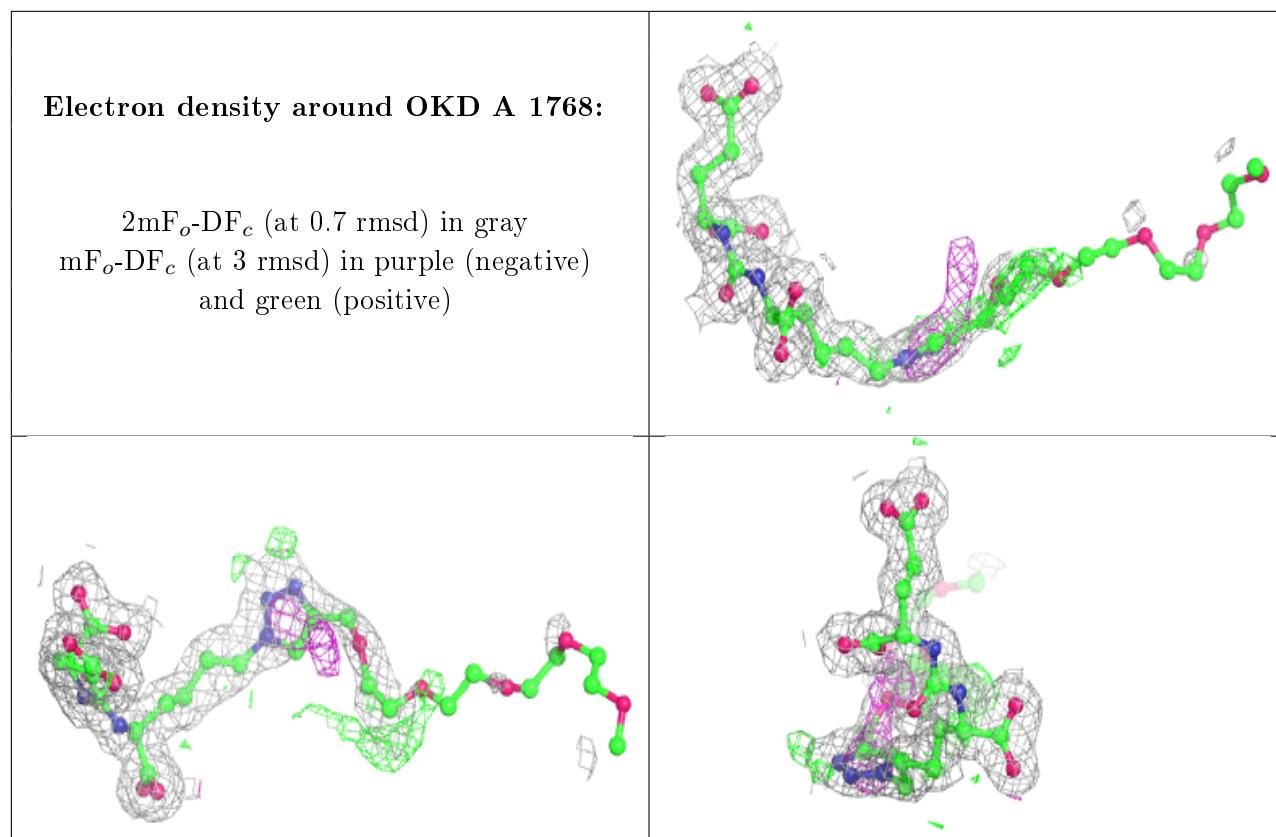 Electron density around OKD A 1768:
2mFₒ-DF𝒸 (at 0.7 rmsd) in gray
mFₒ-DF𝒸 (at 3 rmsd) in purple (negative)
and green (positive)